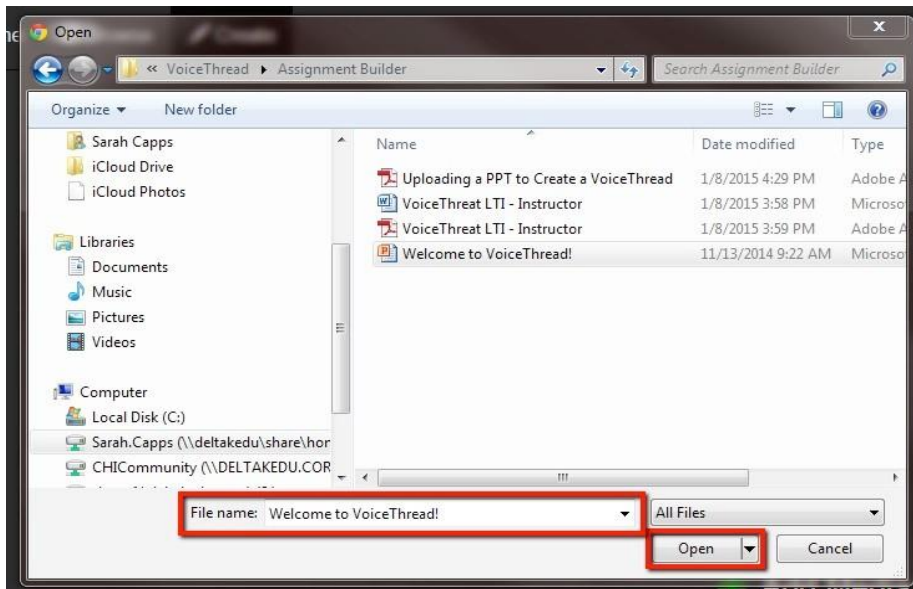 Open
Create
« VoiceThread ▸ Assignment Builder
Search Assignment Builder
Organize
New folder
Sarah Capps
iCloud Drive
iCloud Photos
Libraries
Documents
Music
Pictures
Videos
Computer
Local Disk (C:)
Sarah.Capps (\\deltakedu\share\hor
CHICommunity (\\DELTAKEDU.COR
Name Date modified Type
Uploading a PPT to Create a VoiceThread 1/8/2015 4:29 PM Adobe A
VoiceThreat LTI - Instructor 1/8/2015 3:58 PM Microso
VoiceThreat LTI - Instructor 1/8/2015 3:59 PM Adobe A
Welcome to VoiceThread! 11/13/2014 9:22 AM Microso
File name: Welcome to VoiceThread!
All Files
Open
Cancel